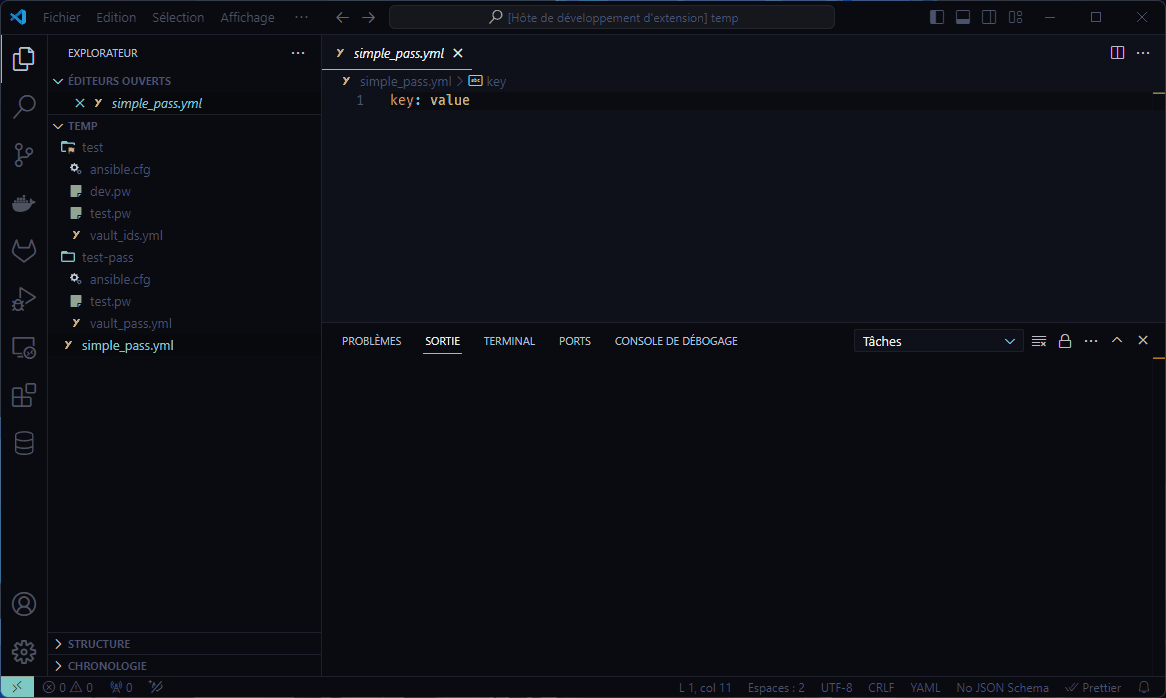 Fichier Edition Sélection Affichage ··· [Hôte de développement d'extension] temp
EXPLORATEUR ···
ÉDITEURS OUVERTS
simple_pass.yml
TEMP
test
ansible.cfg
dev.pw
test.pw
vault_ids.yml
test-pass
ansible.cfg
test.pw
vault_pass.yml
simple_pass.yml
STRUCTURE
CHRONOLOGIE
simple_pass.yml
simple_pass.yml > key
1 key: value
PROBLÈMES SORTIE TERMINAL PORTS CONSOLE DE DÉBOGAGE Tâches
0 0 0 L 1, col 11 Espaces : 2 UTF-8 CRLF YAML No JSON Schema Prettier